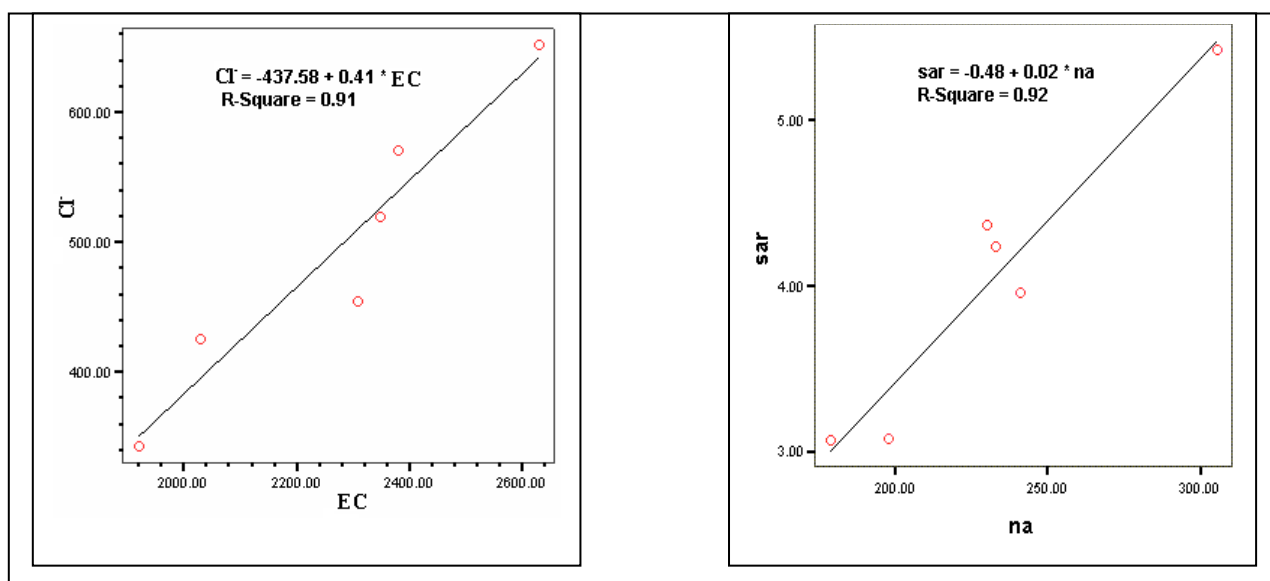 Cl⁻ = -437.58 + 0.41 * EC
R-Square = 0.91
600.00
500.00
400.00
Cl⁻
2000.00 2200.00 2400.00 2600.00
EC
sar = -0.48 + 0.02 * na
R-Square = 0.92
5.00
4.00
3.00
sar
200.00 250.00 300.00
na